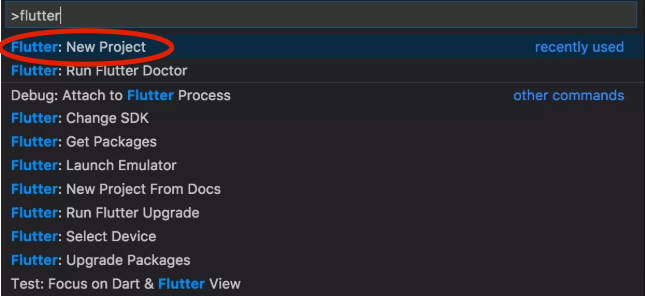 >flutter
Flutter: New Project recently used
Flutter: Run Flutter Doctor
Debug: Attach to Flutter Process other commands
Flutter: Change SDK
Flutter: Get Packages
Flutter: Launch Emulator
Flutter: New Project From Docs
Flutter: Run Flutter Upgrade
Flutter: Select Device
Flutter: Upgrade Packages
Test: Focus on Dart & Flutter View